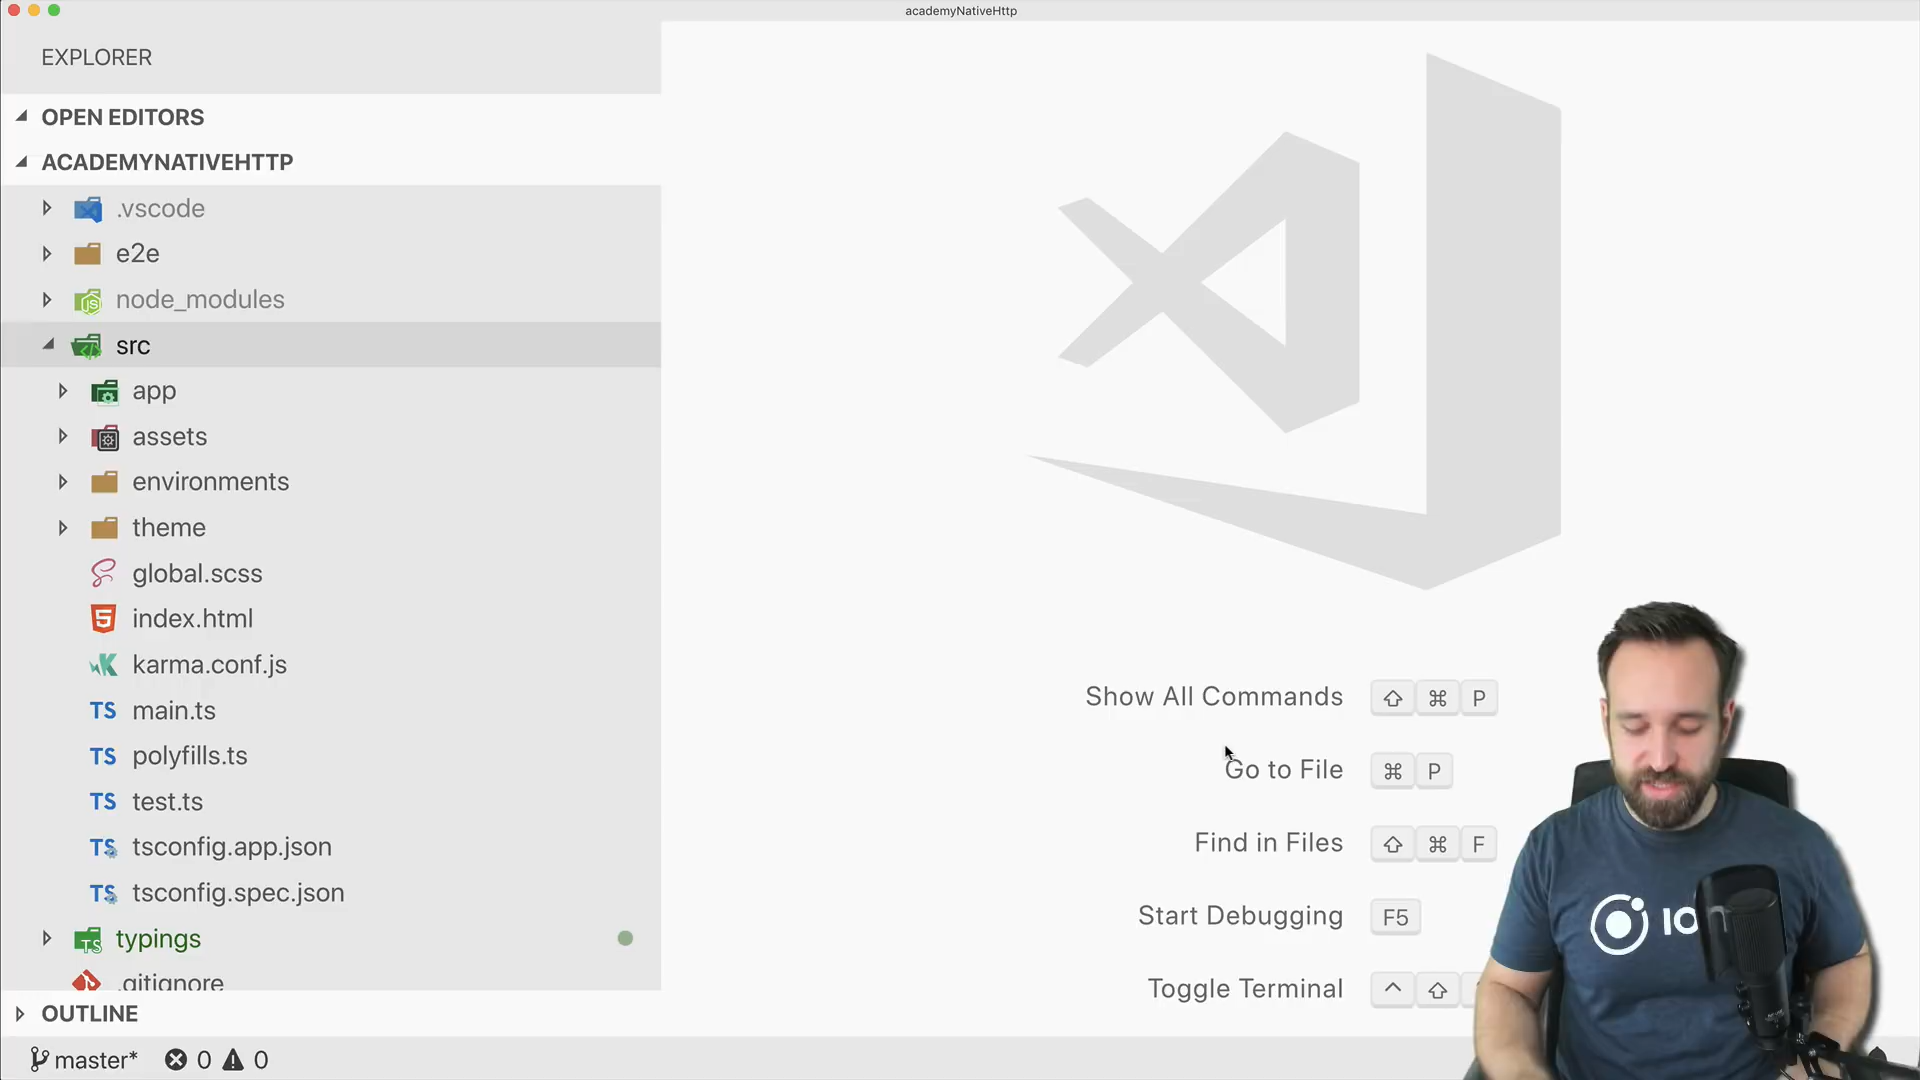 academyNativeHttp
EXPLORER
OPEN EDITORS
ACADEMYNATIVEHTTP
.vscode
e2e
node_modules
src
app
assets
environments
theme
global.scss
index.html
karma.conf.js
main.ts
polyfills.ts
test.ts
tsconfig.app.json
tsconfig.spec.json
typings
.gitignore
OUTLINE
master* 0 0
Show All Commands ⇧ ⌘ P
Go to File ⌘ P
Find in Files ⇧ ⌘ F
Start Debugging F5
Toggle Terminal ^ ⇧